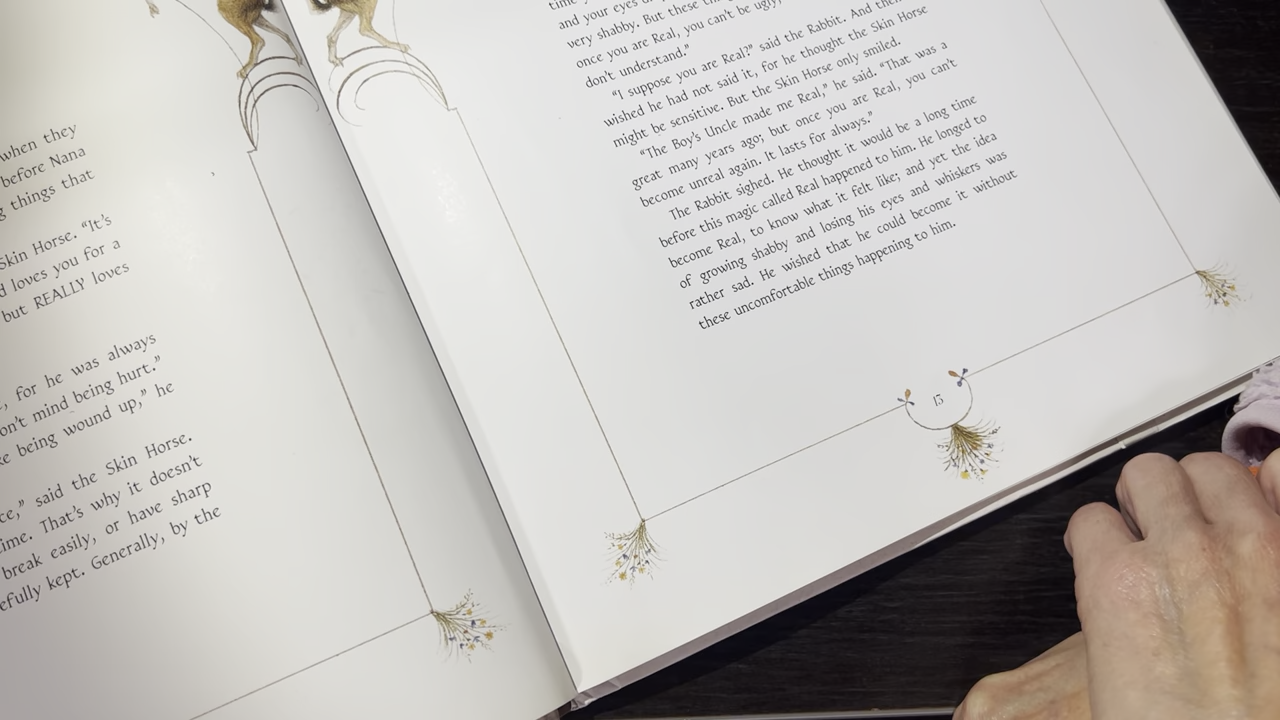 when they
before Nana
things that
Skin Horse. “It’s
loves you for a
but REALLY loves
for he was always
mind being hurt.”
being wound up,” he
said the Skin Horse.
That’s why it doesn’t
break easily, or have sharp
kept. Generally, by the
time
and your eyes
very shabby. But these
once you are Real, you can’t be ugly,
don’t understand.”
“I suppose you are Real?” said the Rabbit. And then
wished he had not said it, for he thought the Skin Horse
might be sensitive. But the Skin Horse only smiled.
“The Boy’s Uncle made me Real,” he said. “That was a
great many years ago; but once you are Real, you can’t
become unreal again. It lasts for always.”
The Rabbit sighed. He thought it would be a long time
before this magic called Real happened to him. He longed to
become Real, to know what it felt like; and yet the idea
of growing shabby and losing his eyes and whiskers was
rather sad. He wished that he could become it without
these uncomfortable things happening to him.
15